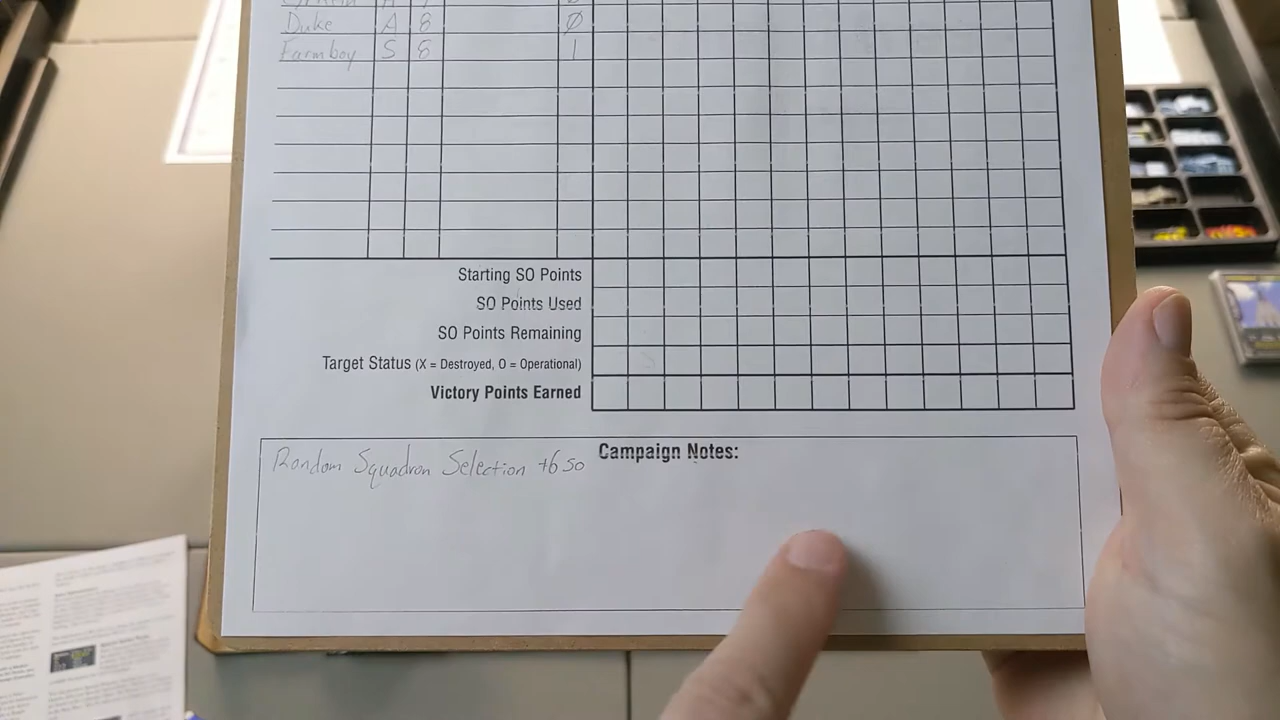 Duke A 8 Ø
Farmboy S 8 1
Starting SO Points
SO Points Used
SO Points Remaining
Target Status (X = Destroyed, O = Operational)
Victory Points Earned
Campaign Notes:
Random Squadron Selection +6 SO